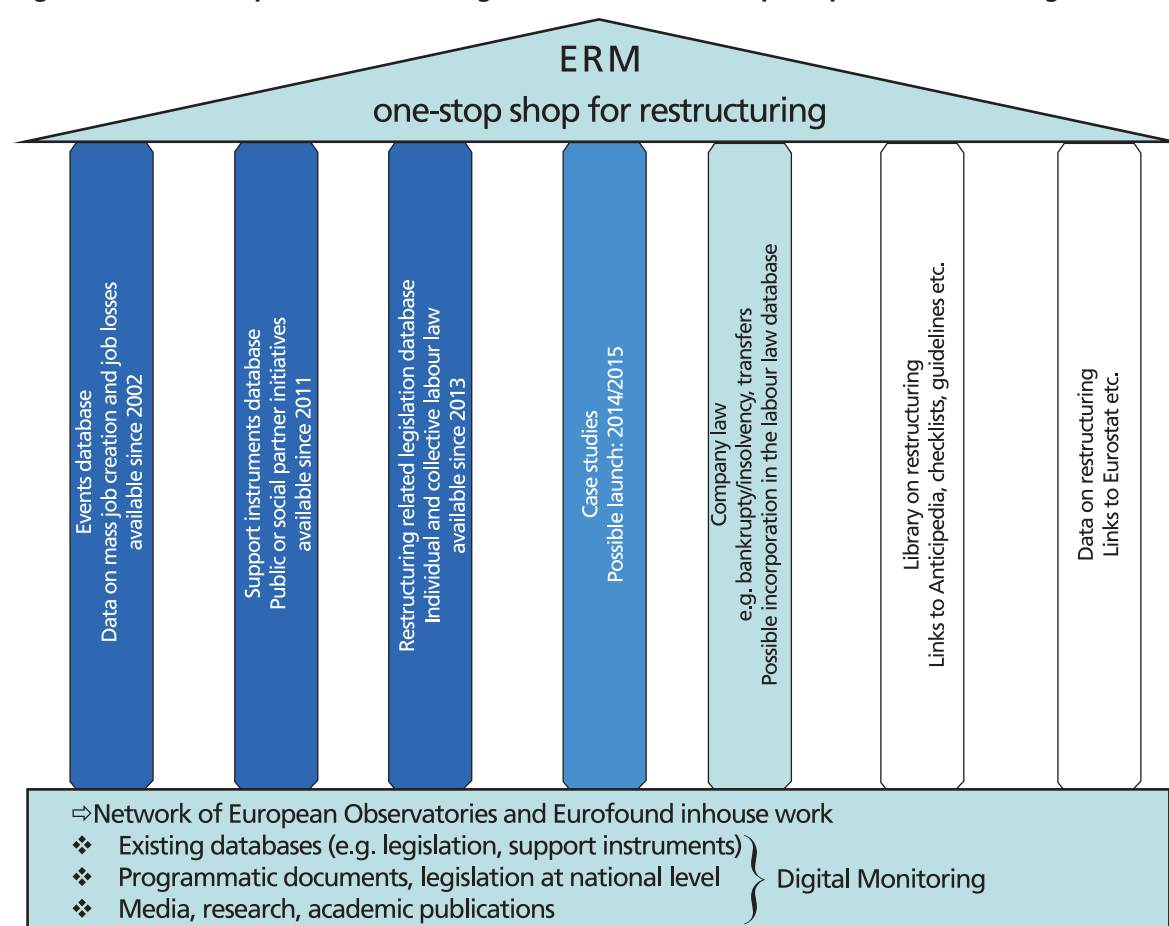 ERM
one-stop shop for restructuring
Events database
Data on mass job creation and job losses
available since 2002
Support instruments database
Public or social partner initiatives
available since 2011
Restructuring related legislation database
Individual and collective labour law
available since 2013
Case studies
Possible launch: 2014/2015
Company law
e.g. bankrupty/insolvency, transfers
Possible incorporation in the labour law database
Library on restructuring
Links to Anticipedia, checklists, guidelines etc.
Data on restructuring
Links to Eurostat etc.
⇨Network of European Observatories and Eurofound inhouse work
❖ Existing databases (e.g. legislation, support instruments)
❖ Programmatic documents, legislation at national level
❖ Media, research, academic publications
Digital Monitoring